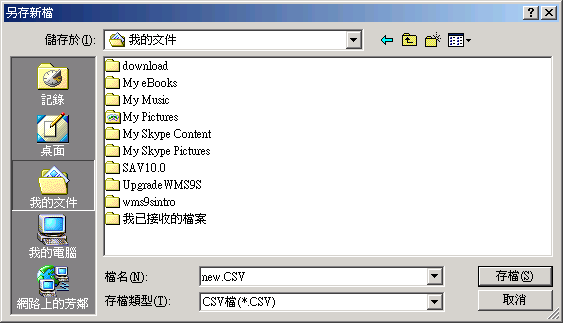 另存新檔
儲存於(I):
我的文件
記錄
桌面
我的文件
我的電腦
網路上的芳鄰
download
My eBooks
My Music
My Pictures
My Skype Content
My Skype Pictures
SAV10.0
UpgradeWMS9S
wms9sintro
我已接收的檔案
檔名(N):
new.CSV
存檔(S)
存檔類型(T):
CSV檔(*.CSV)
取消